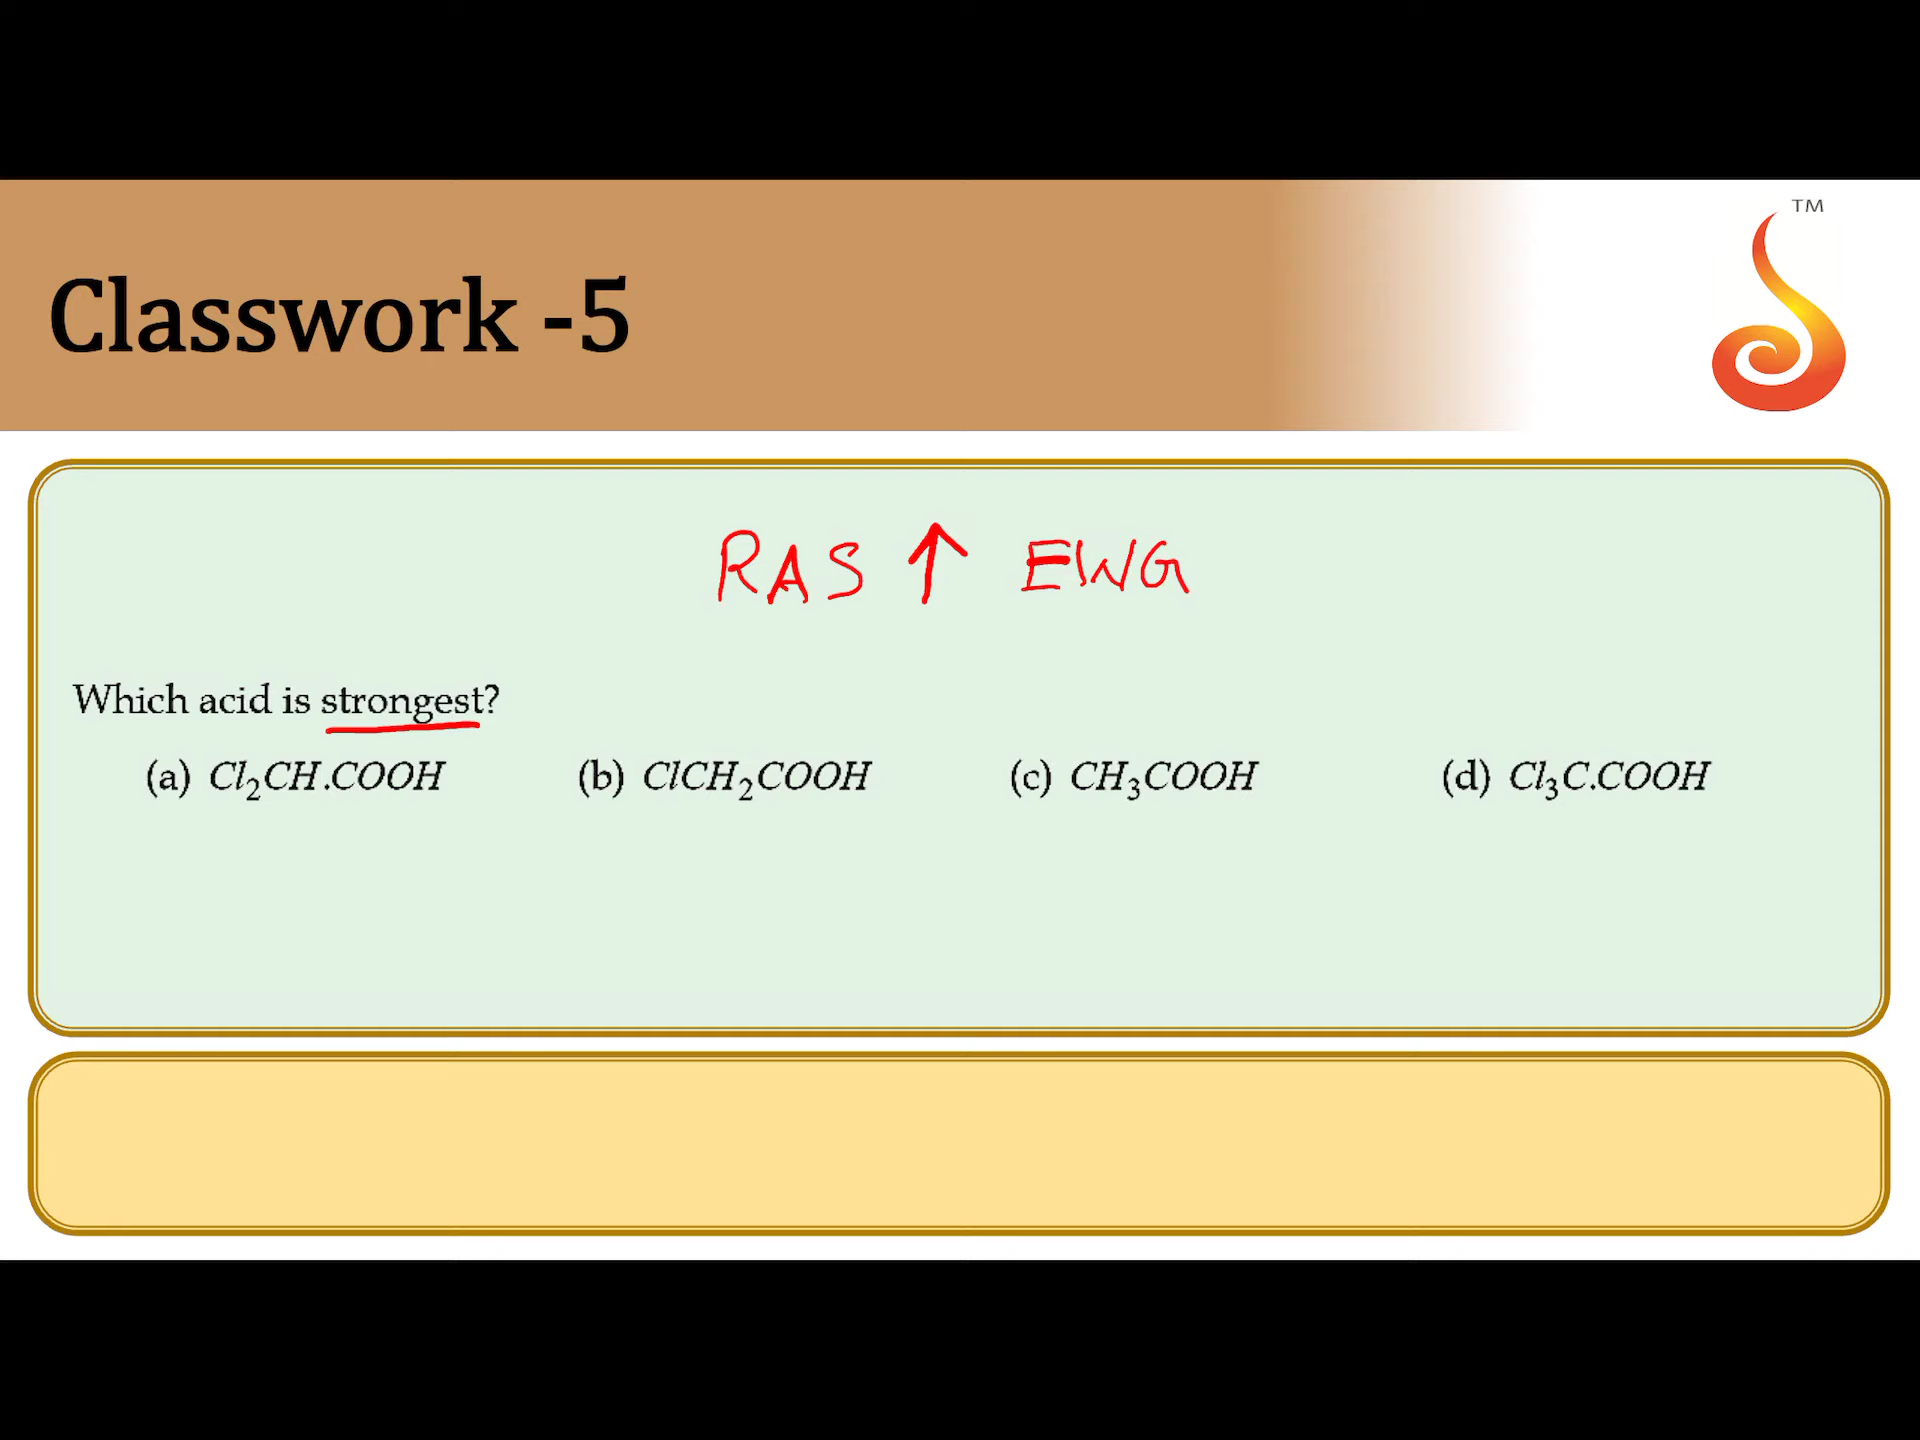 TM
Classwork -5
RAS ↑ EWG
Which acid is strongest?
(a) Cl₂CH.COOH (b) ClCH₂COOH (c) CH₃COOH (d) Cl₃C.COOH